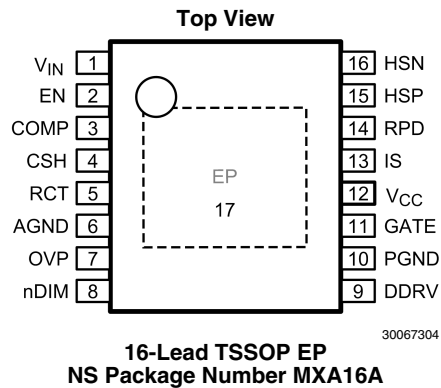 Top View
V_IN 1
EN 2
COMP 3
CSH 4
RCT 5
AGND 6
OVP 7
nDIM 8
EP
17
16 HSN
15 HSP
14 RPD
13 IS
12 V_CC
11 GATE
10 PGND
9 DDRV
30067304
16-Lead TSSOP EP
NS Package Number MXA16A